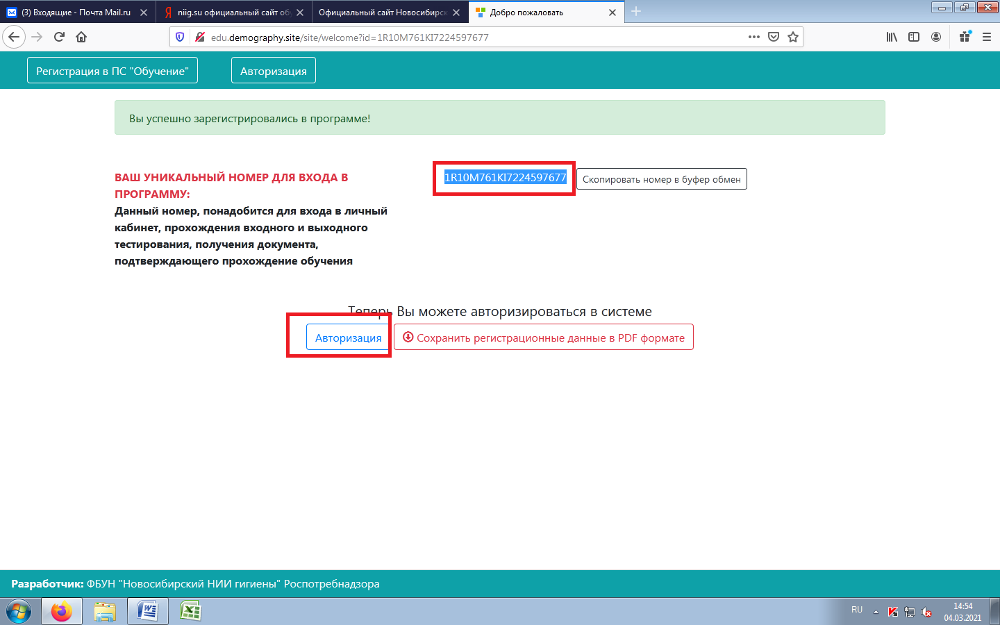 (3) Входящие - Почта Mail.ru
niig.su официальный сайт обу
Официальный сайт Новосибирск
Добро пожаловать
edu.demography.site/site/welcome?id=1R10M761KI7224597677
Регистрация в ПС "Обучение"
Авторизация
Вы успешно зарегистрировались в программе!
ВАШ УНИКАЛЬНЫЙ НОМЕР ДЛЯ ВХОДА В
ПРОГРАММУ:
Данный номер, понадобится для входа в личный
кабинет, прохождения входного и выходного
тестирования, получения документа,
подтверждающего прохождение обучения
1R10M761KI7224597677
Скопировать номер в буфер обмен
Теперь Вы можете авторизироваться в системе
Авторизация
Сохранить регистрационные данные в PDF формате
Разработчик: ФБУН "Новосибирский НИИ гигиены" Роспотребнадзора
RU
14:54
04.03.2021